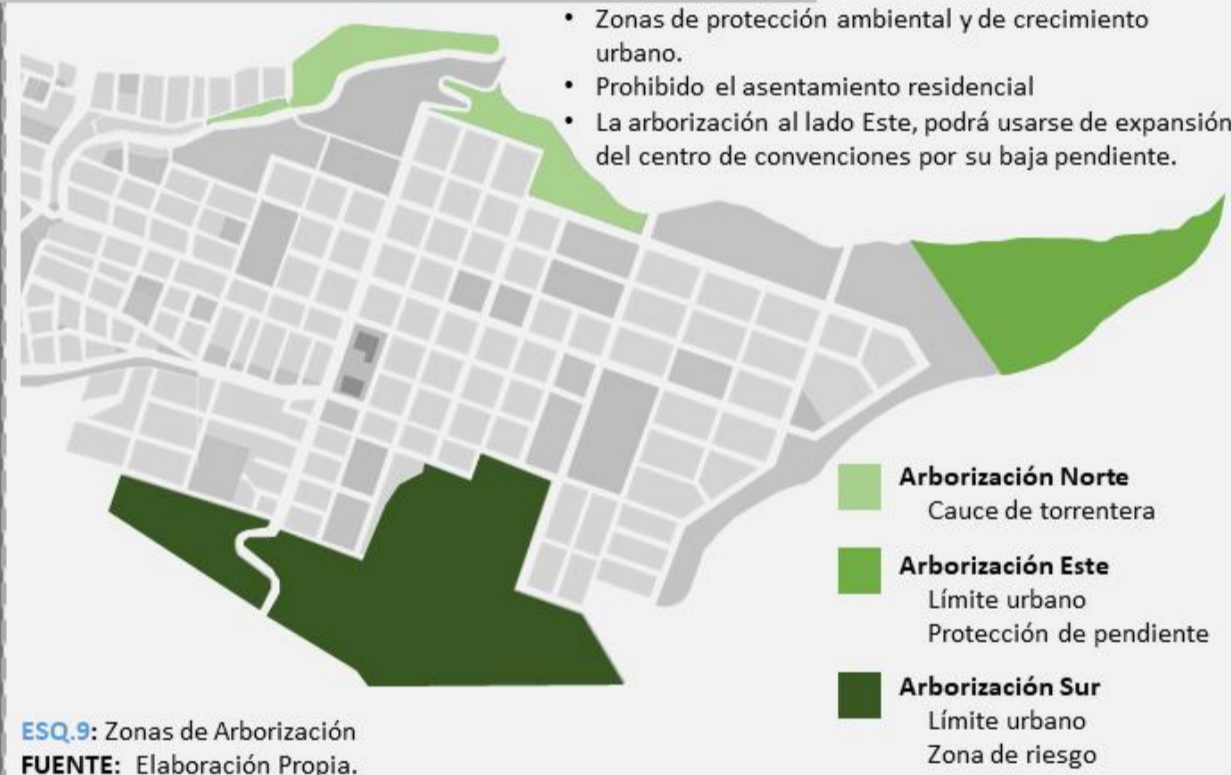 • Zonas de protección ambiental y de crecimiento
urbano.
• Prohibido el asentamiento residencial
• La arborización al lado Este, podrá usarse de expansión
del centro de convenciones por su baja pendiente.
Arborización Norte
Cauce de torrentera
Arborización Este
Límite urbano
Protección de pendiente
Arborización Sur
Límite urbano
Zona de riesgo
ESQ.9: Zonas de Arborización
FUENTE: Elaboración Propia.